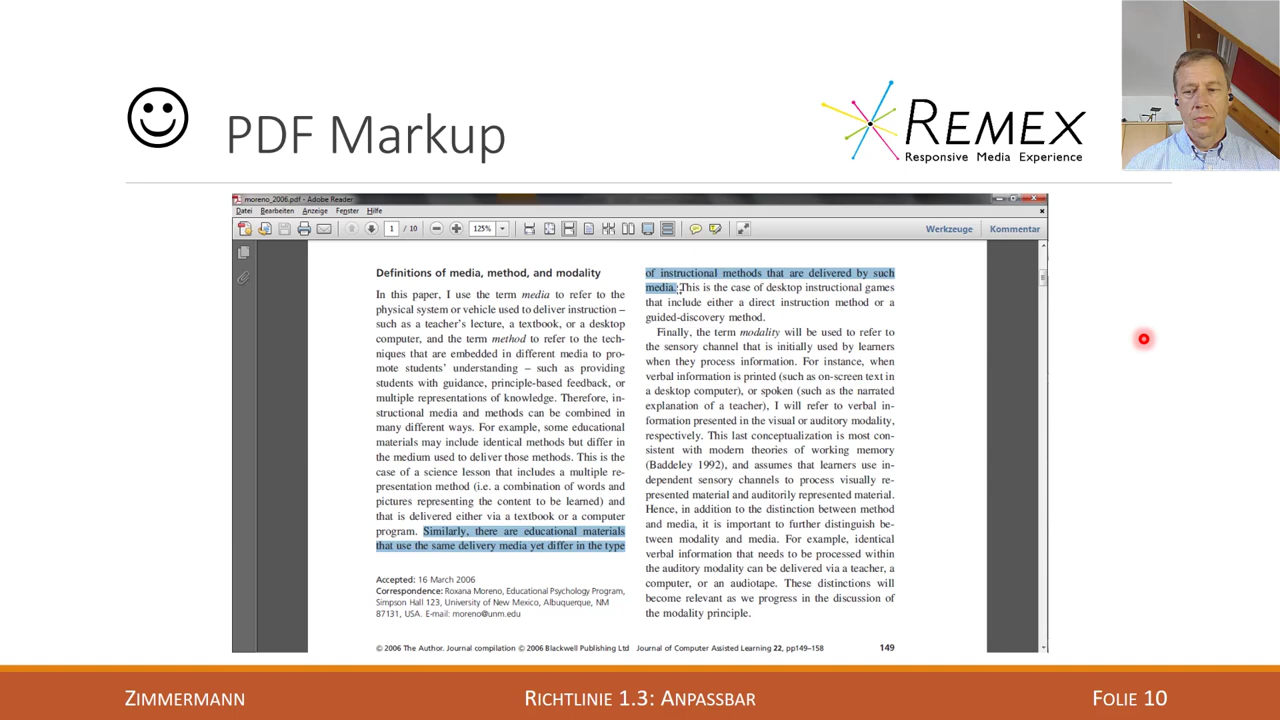 PDF Markup
REMEX
Responsive Media Experience
moreno_2006.pdf - Adobe Reader
Datei Bearbeiten Anzeige Fenster Hilfe
1 / 10 125% Werkzeuge Kommentar
Definitions of media, method, and modality
In this paper, I use the term media to refer to the
physical system or vehicle used to deliver instruction –
such as a teacher's lecture, a textbook, or a desktop
computer, and the term method to refer to the tech-
niques that are embedded in different media to pro-
mote students' understanding – such as providing
students with guidance, principle-based feedback, or
multiple representations of knowledge. Therefore, in-
structional media and methods can be combined in
many different ways. For example, some educational
materials may include identical methods but differ in
the medium used to deliver those methods. This is the
case of a science lesson that includes a multiple re-
presentation method (i.e. a combination of words and
pictures representing the content to be learned) and
that is delivered either via a textbook or a computer
program. Similarly, there are educational materials
that use the same delivery media yet differ in the type
Accepted: 16 March 2006
Correspondence: Roxana Moreno, Educational Psychology Program,
Simpson Hall 123, University of New Mexico, Albuquerque, NM
87131, USA. E-mail: moreno@unm.edu
of instructional methods that are delivered by such
media. This is the case of desktop instructional games
that include either a direct instruction method or a
guided-discovery method.
Finally, the term modality will be used to refer to
the sensory channel that is initially used by learners
when they process information. For instance, when
verbal information is printed (such as on-screen text in
a desktop computer), or spoken (such as the narrated
explanation of a teacher), I will refer to verbal in-
formation presented in the visual or auditory modality,
respectively. This last conceptualization is most con-
sistent with modern theories of working memory
(Baddeley 1992), and assumes that learners use in-
dependent sensory channels to process visually re-
presented material and auditorily represented material.
Hence, in addition to the distinction between method
and media, it is important to further distinguish be-
tween modality and media. For example, identical
verbal information that needs to be processed within
the auditory modality can be delivered via a teacher, a
computer, or an audiotape. These distinctions will
become relevant as we progress in the discussion of
the modality principle.
© 2006 The Author. Journal compilation © 2006 Blackwell Publishing Ltd Journal of Computer Assisted Learning 22, pp149–158 149
ZIMMERMANN
RICHTLINIE 1.3: ANPASSBAR
FOLIE 10